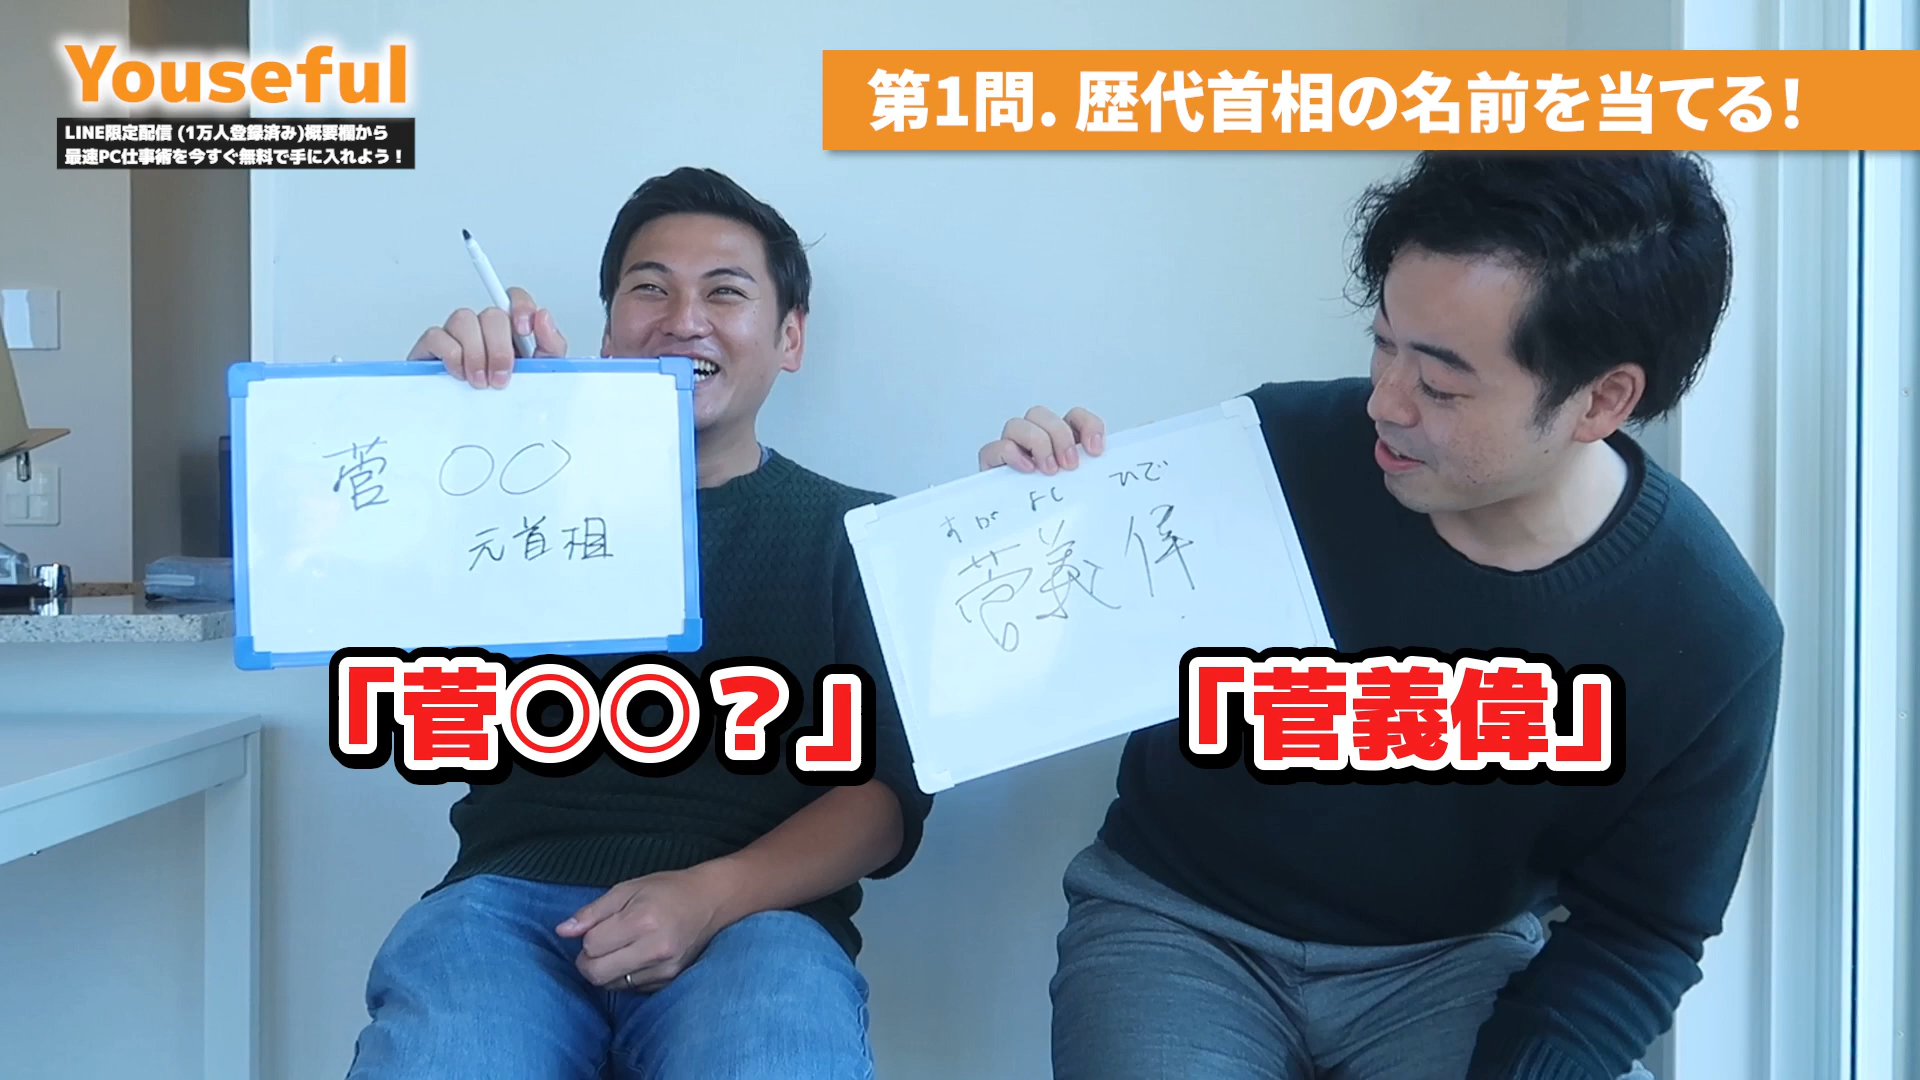 Youseful
LINE限定配信 (1万人登録済み)概要欄から
最速PC仕事術を今すぐ無料で手に入れよう！
第1問. 歴代首相の名前を当てる!
菅 〇〇
元首相
すが よし ひで
菅義偉
「菅〇〇？」
「菅義偉」